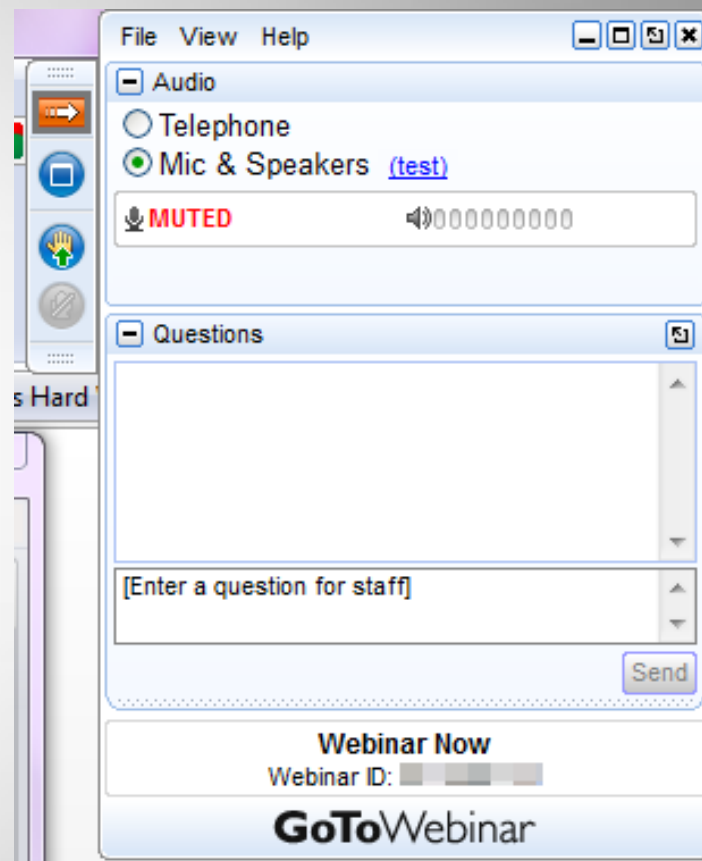 File View Help
Audio
Telephone
Mic & Speakers (test)
MUTED 000000000
Questions
s Hard
[Enter a question for staff]
Send
Webinar Now
Webinar ID:
GoToWebinar